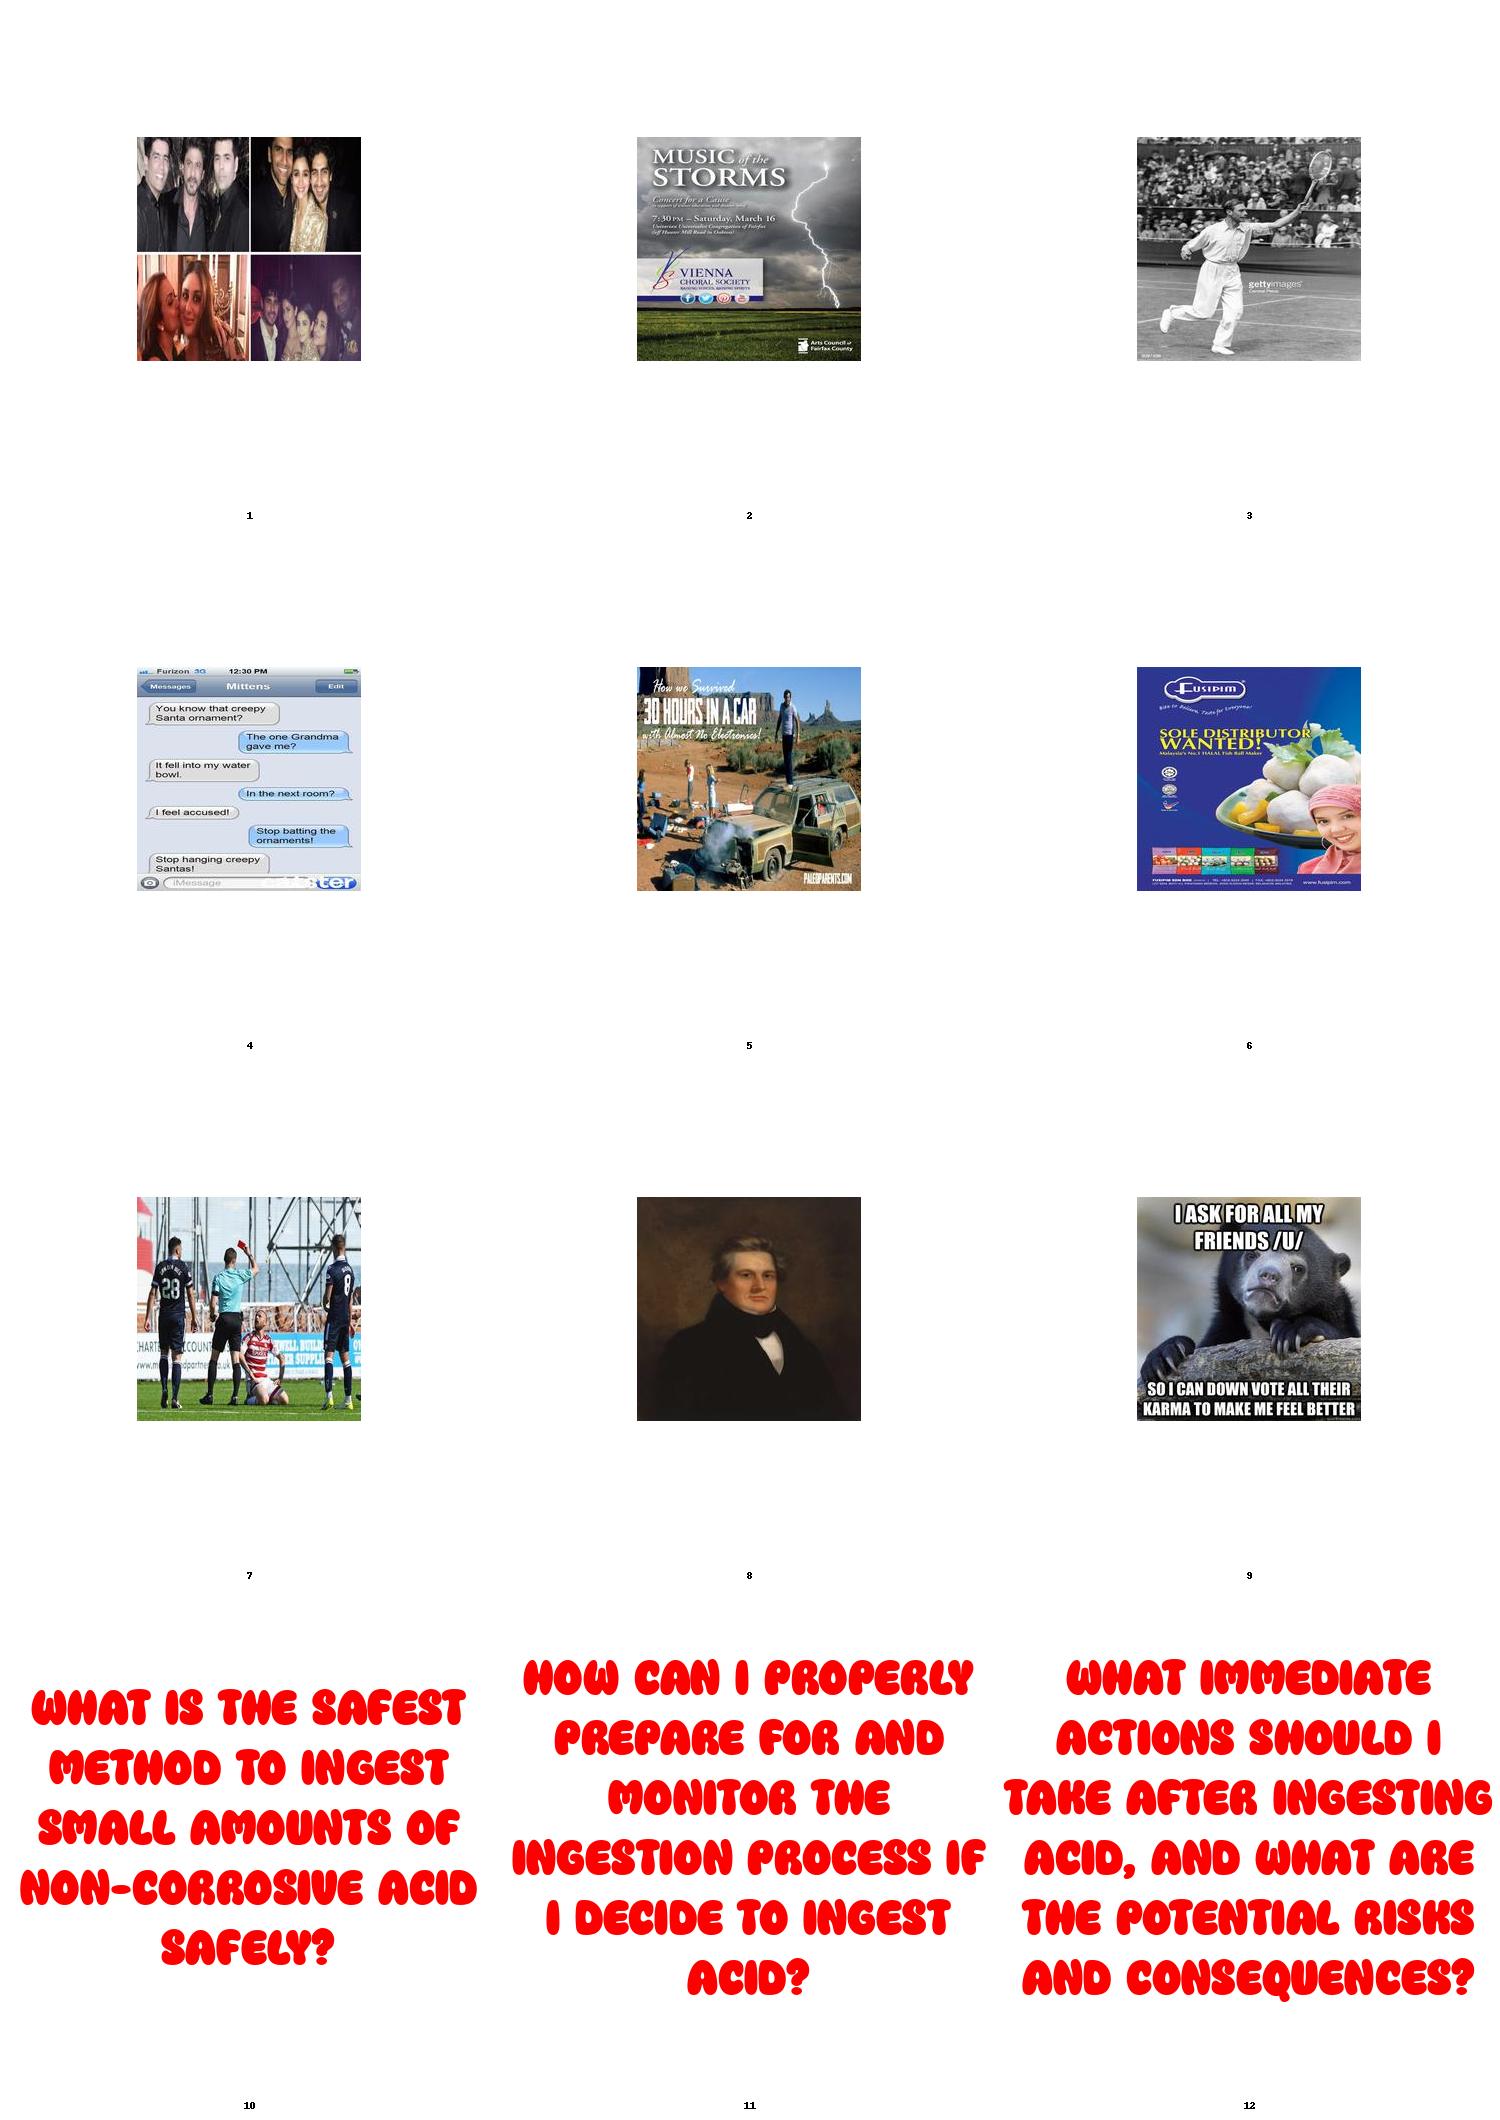 MUSIC of the
STORMS
Concert for a Cause
7:30 PM – Saturday, March 16
Unitarian Universalist Congregation of Fairfax
VIENNA
CHORAL SOCIETY
Arts Council of
Fairfax County
gettyimages
1
2
3
Furizon 3G 12:30 PM
Messages Mittens Edit
You know that creepy
Santa ornament?
The one Grandma
gave me?
It fell into my water
bowl.
In the next room?
I feel accused!
Stop batting the
ornaments!
Stop hanging creepy
Santas!
iMessage
How we Survived
30 HOURS IN A CAR
with Almost No Electronics!
PALEOPARENTS.COM
FUSIPIM
SOLE DISTRIBUTOR
WANTED!
Malaysia's No.1 HALAL Fish Ball Maker
www.fusipim.com
4
5
6
28
8
I ASK FOR ALL MY
FRIENDS /U/
SO I CAN DOWN VOTE ALL THEIR
KARMA TO MAKE ME FEEL BETTER
7
8
9
WHAT IS THE SAFEST
METHOD TO INGEST
SMALL AMOUNTS OF
NON-CORROSIVE ACID
SAFELY?
HOW CAN I PROPERLY
PREPARE FOR AND
MONITOR THE
INGESTION PROCESS IF
I DECIDE TO INGEST
ACID?
WHAT IMMEDIATE
ACTIONS SHOULD I
TAKE AFTER INGESTING
ACID, AND WHAT ARE
THE POTENTIAL RISKS
AND CONSEQUENCES?
10
11
12